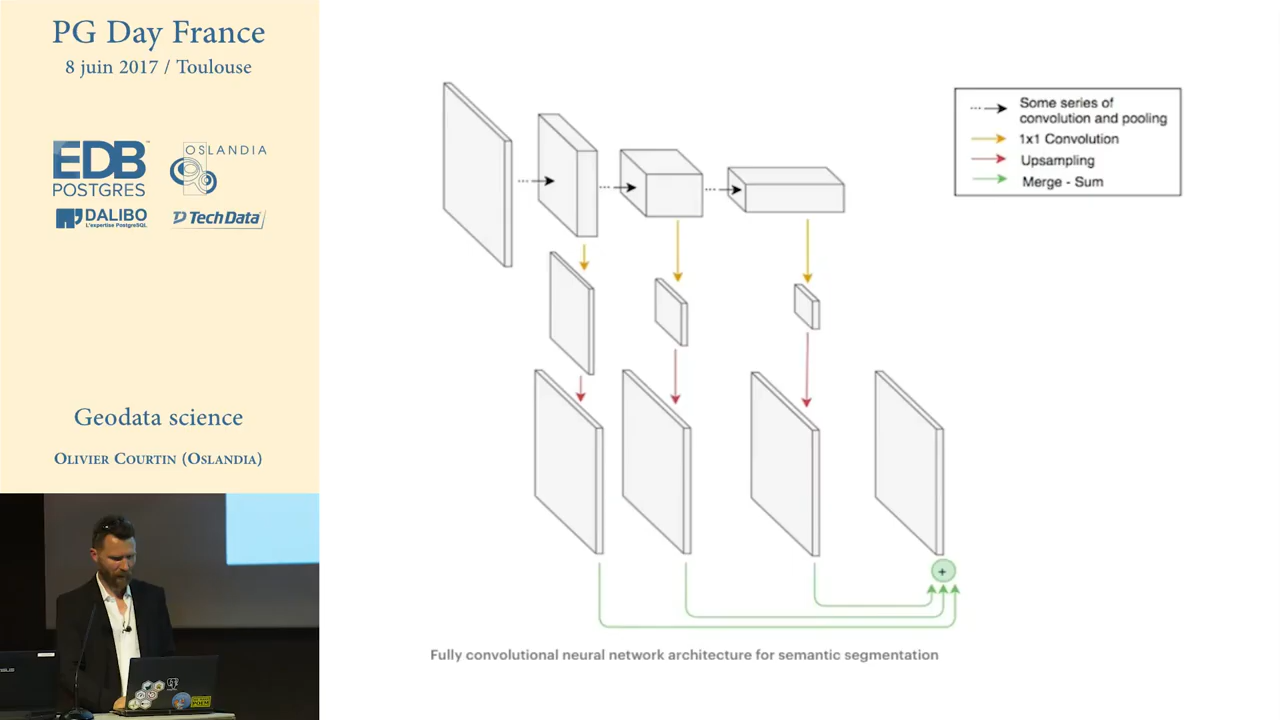 PG Day France
8 juin 2017 / Toulouse
EDB
POSTGRES
OSLANDIA
DALIBO
L'expertise PostgreSQL
TechData
Geodata science
Olivier Courtin (Oslandia)
Some series of
convolution and pooling
1x1 Convolution
Upsampling
Merge - Sum
+
Fully convolutional neural network architecture for semantic segmentation